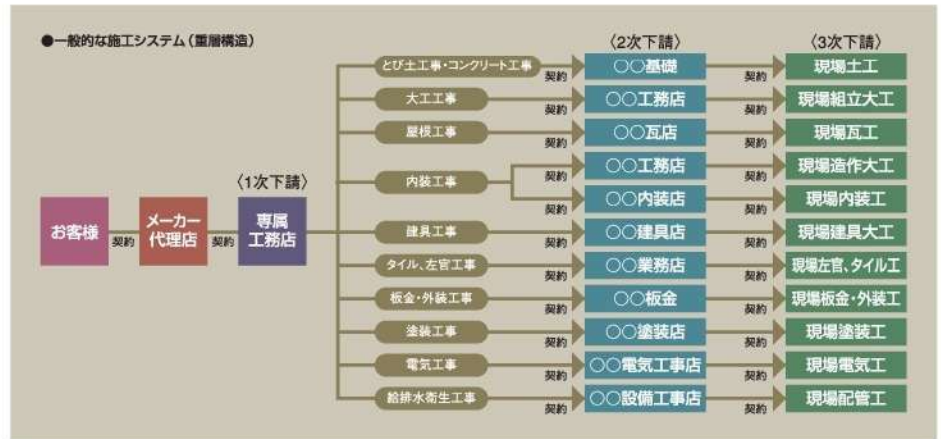 ●一般的な施工システム(重層構造)
〈2次下請〉
〈3次下請〉
とび土工事・コンクリート工事
契約
○○基礎
契約
現場土工
大工工事
契約
○○工務店
契約
現場組立大工
屋根工事
契約
○○瓦店
契約
現場瓦工
内装工事
契約
○○工務店
契約
現場造作大工
契約
○○内装店
契約
現場内装工
〈1次下請〉
お客様
契約
メーカー
代理店
契約
専属
工務店
建具工事
契約
○○建具店
契約
現場建具大工
タイル、左官工事
契約
○○業務店
契約
現場左官、タイル工
板金・外装工事
契約
○○板金
契約
現場板金・外装工
塗装工事
契約
○○塗装店
契約
現場塗装工
電気工事
契約
○○電気工事店
契約
現場電気工
給排水衛生工事
契約
○○設備工事店
契約
現場配管工